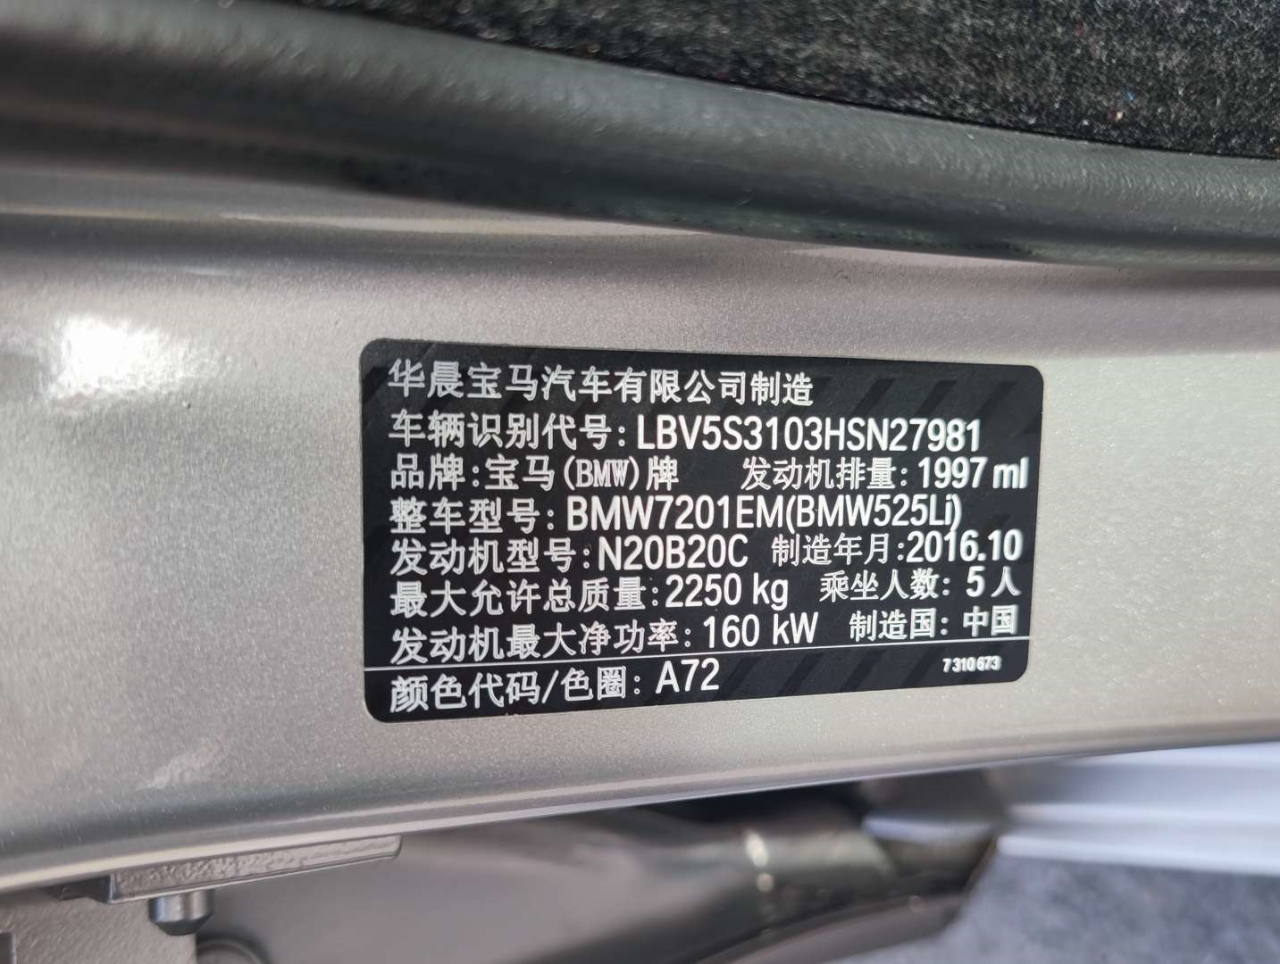 华晨宝马汽车有限公司制造
车辆识别代号: LBV5S3103HSN27981
品牌: 宝马(BMW)牌 发动机排量: 1997 ml
整车型号: BMW7201EM(BMW525Li)
发动机型号: N20B20C 制造年月: 2016.10
最大允许总质量: 2250 kg 乘坐人数: 5人
发动机最大净功率: 160 kW 制造国: 中国
颜色代码/色圈: A72 7310673